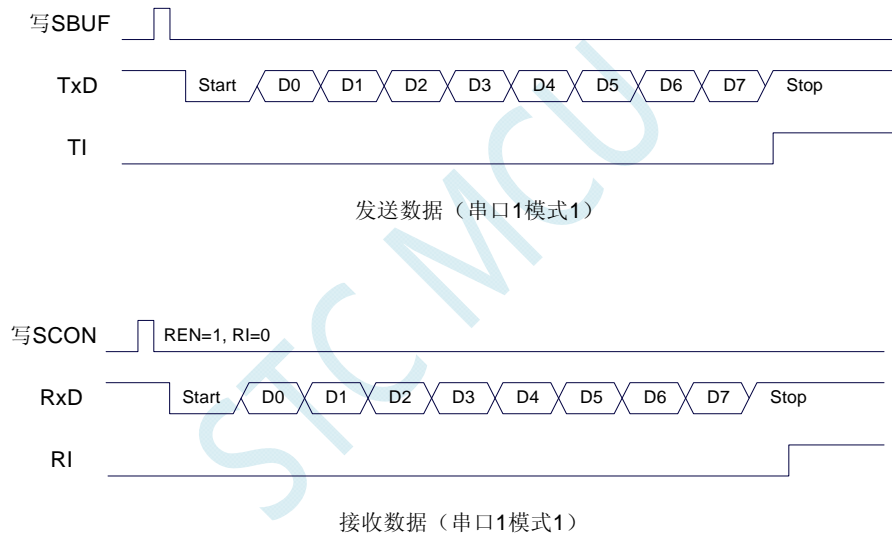 写SBUF
TxD Start D0 D1 D2 D3 D4 D5 D6 D7 Stop
TI
发送数据（串口1模式1）
写SCON REN=1, RI=0
RxD Start D0 D1 D2 D3 D4 D5 D6 D7 Stop
RI
接收数据（串口1模式1）
STC MCU